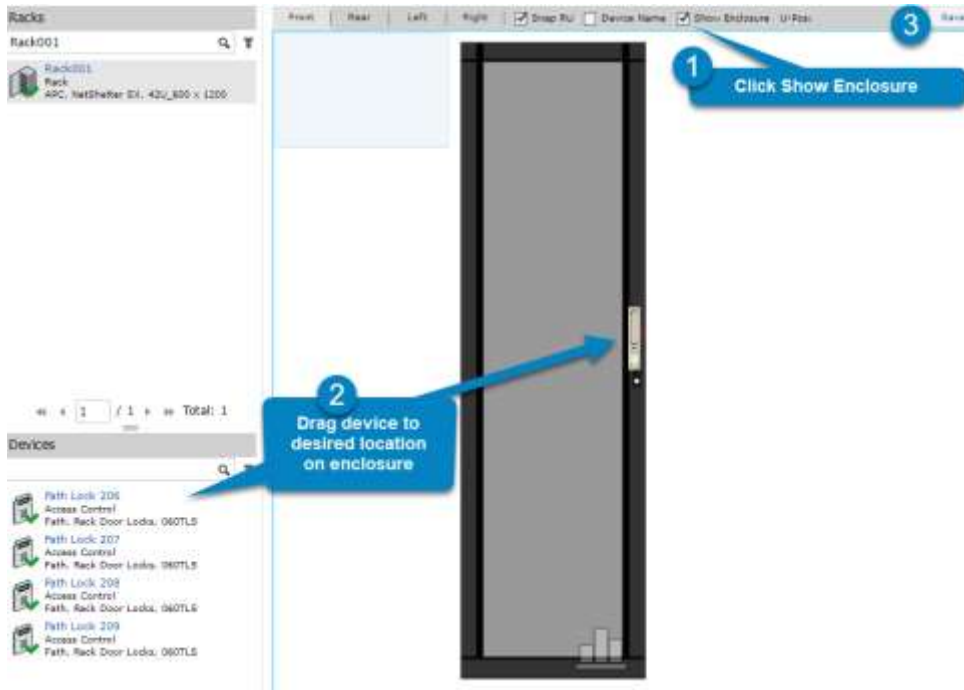 Racks
Front Rear Left Right Snap RU Device Name Show Enclosure U-Pos: 3 Save
Rack001
Rack001
Rack
APC, NetShelter SX, 42U_600 x 1200
1
Click Show Enclosure
2
Drag device to
desired location
on enclosure
1 / 1 Total: 1
Devices
Path Lock 206
Access Control
Path, Rack Door Locks, 060TLS
Path Lock 207
Access Control
Path, Rack Door Locks, 060TLS
Path Lock 208
Access Control
Path, Rack Door Locks, 060TLS
Path Lock 209
Access Control
Path, Rack Door Locks, 060TLS